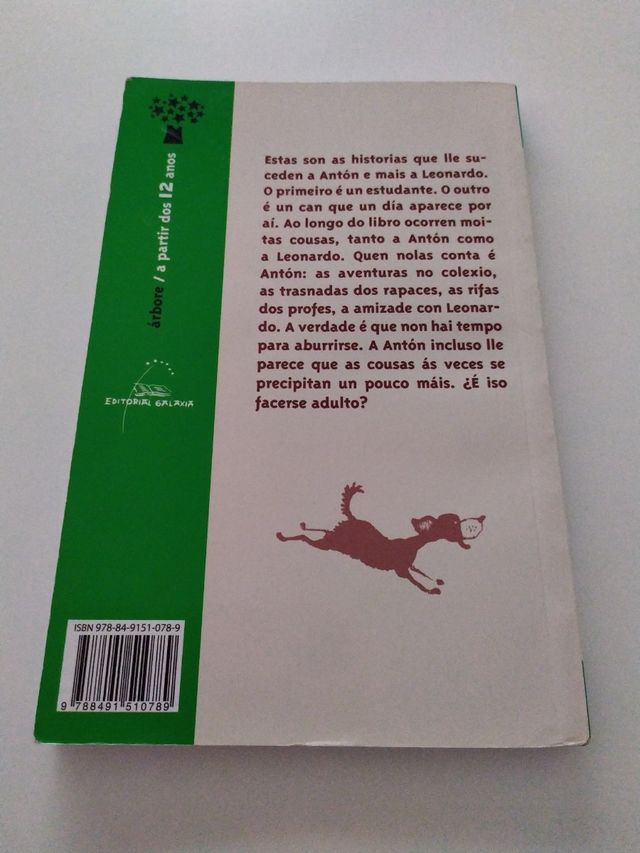 Estas son as historias que lle su-
ceden a Antón e mais a Leonardo.
O primeiro é un estudante. O outro
é un can que un día aparece por
aí. Ao longo do libro ocorren moi-
tas cousas, tanto a Antón como
a Leonardo. Quen nolas conta é
Antón: as aventuras no colexio,
as trasnadas dos rapaces, as rifas
dos profes, a amizade con Leonar-
do. A verdade é que non hai tempo
para aburrirse. A Antón incluso lle
parece que as cousas ás veces se
precipitan un pouco máis. ¿É iso
facerse adulto?
árbore / a partir dos 12 anos
EDITORIAL GALAXIA
ISBN 978-84-9151-078-9
9 788491 510789